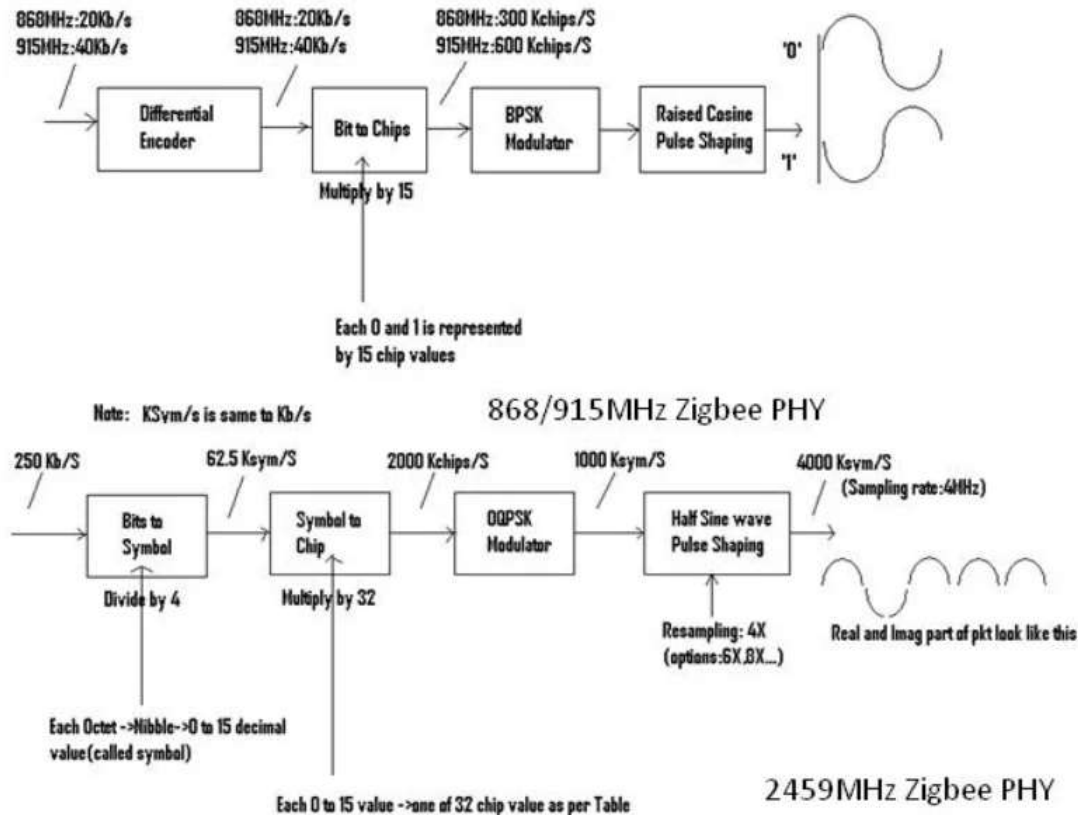 868MHz:20Kb/s
915MHz:40Kb/s
868MHz:20Kb/s
915MHz:40Kb/s
868MHz:300 Kchips/S
915MHz:600 Kchips/S
Differential
Encoder
Bit to Chips
Multiply by 15
BPSK
Modulator
Raised Cosine
Pulse Shaping
'0'
'1'
Each 0 and 1 is represented
by 15 chip values
Note: KSym/s is same to Kb/s
868/915MHz Zigbee PHY
250 Kb/S
62.5 Ksym/S
2000 Kchips/S
1000 Ksym/S
4000 Ksym/S
(Sampling rate:4MHz)
Bits to
Symbol
Divide by 4
Symbol to
Chip
Multiply by 32
OQPSK
Modulator
Half Sine wave
Pulse Shaping
Resampling: 4X
(options:6X,8X...)
Real and Imag part of pkt look like this
Each Octet ->Nibble->0 to 15 decimal
value(called symbol)
Each 0 to 15 value ->one of 32 chip value as per Table
2459MHz Zigbee PHY